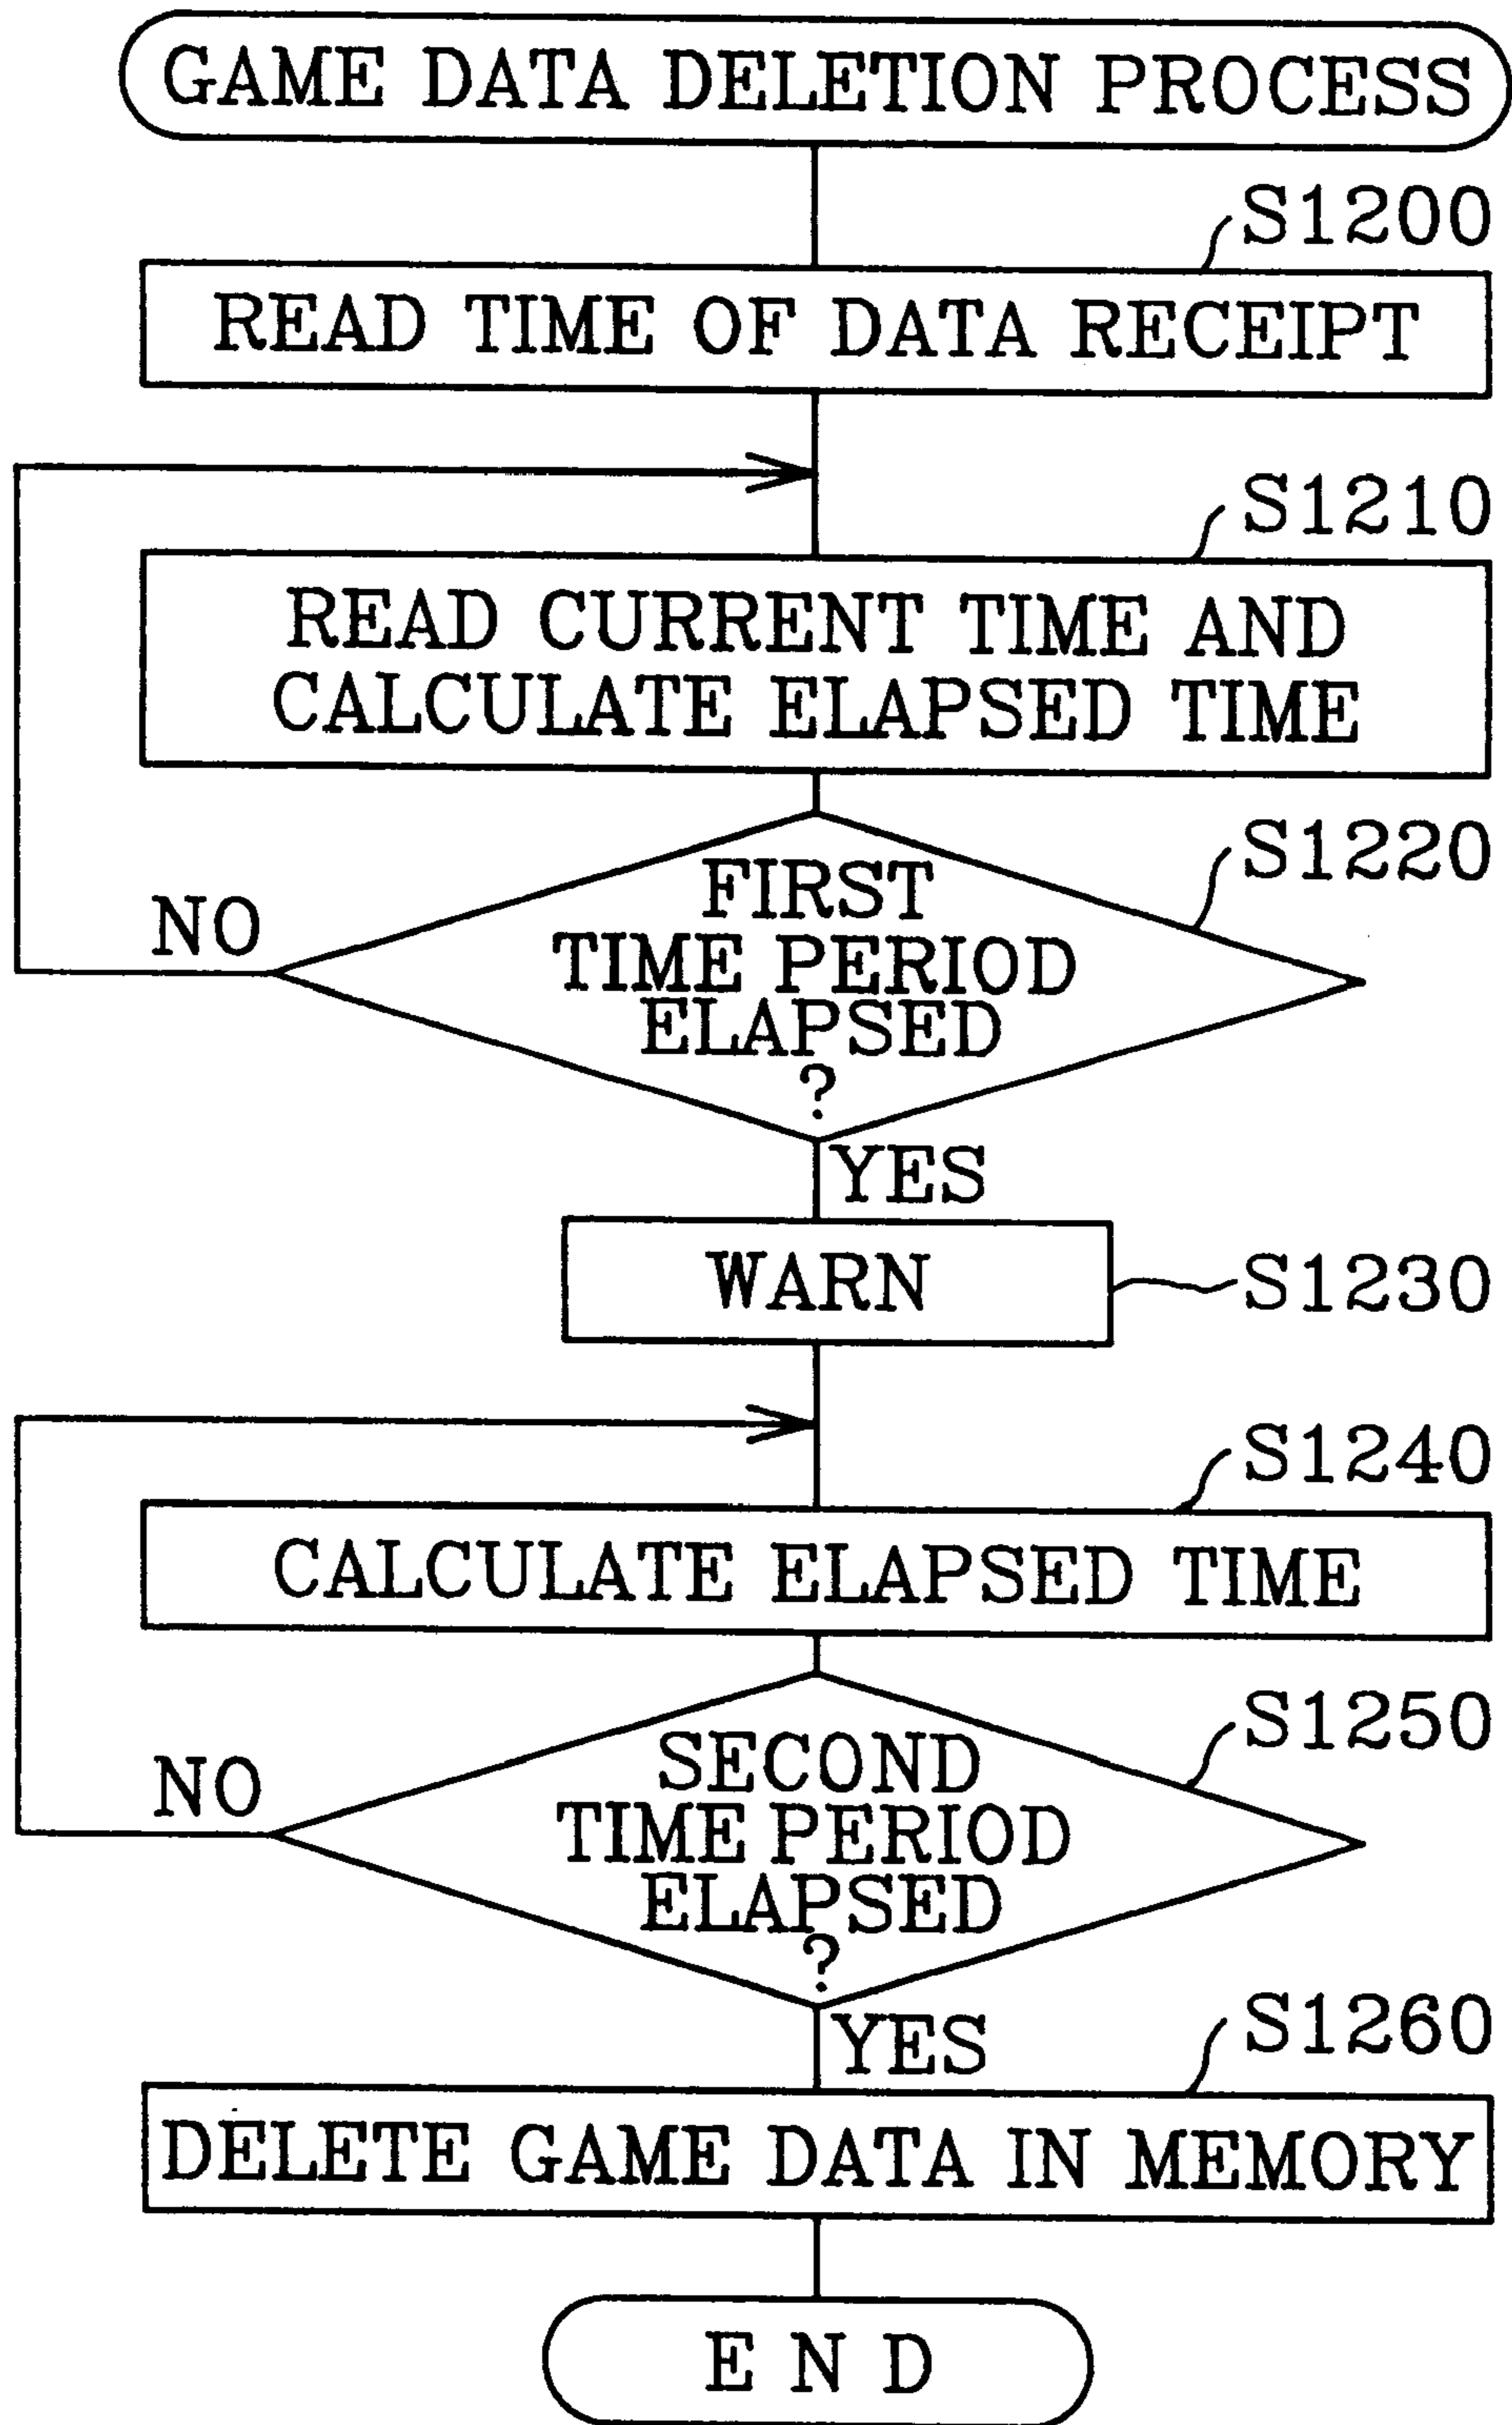 GAME DATA DELETION PROCESS
S1200
READ TIME OF DATA RECEIPT
S1210
READ CURRENT TIME AND
CALCULATE ELAPSED TIME
S1220
FIRST
NO
TIME PERIOD
ELAPSED
?
YES
WARN
S1230
S1240
CALCULATE ELAPSED TIME
S1250
SECOND
NO
TIME PERIOD
ELAPSED
?
S1260
YES
DELETE GAME DATA IN MEMORY
END